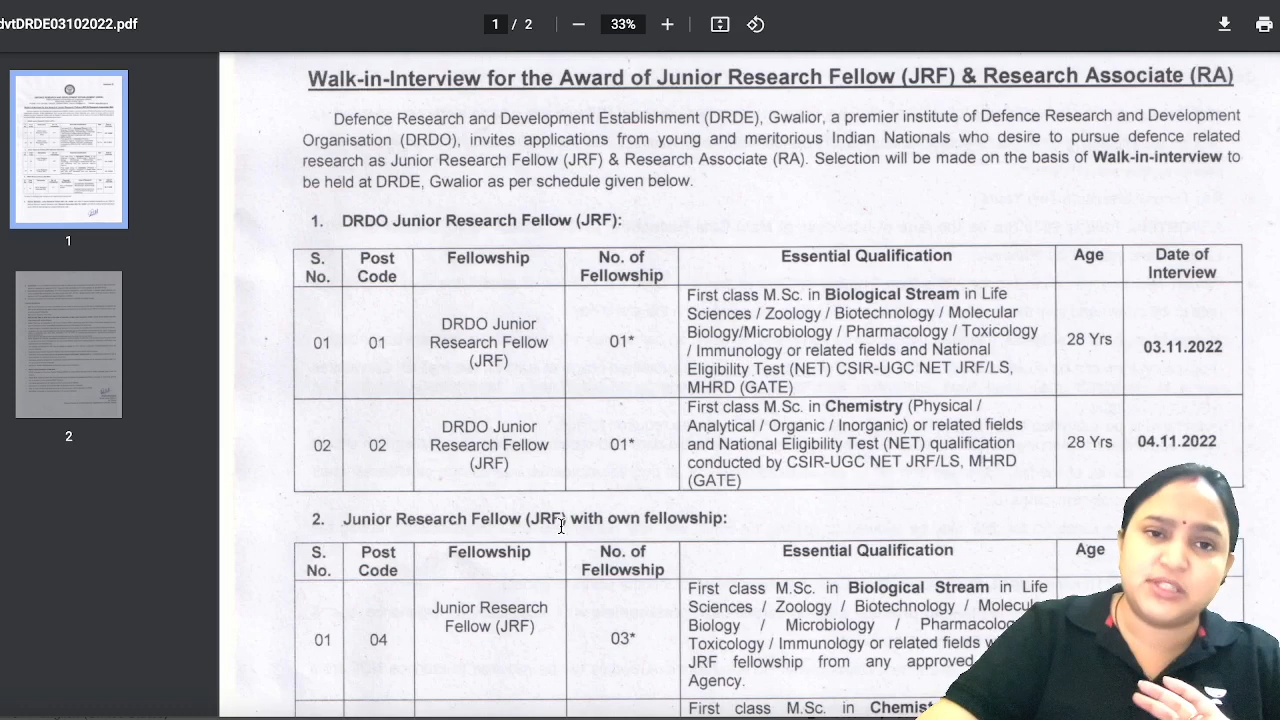 dvtDRDE03102022.pdf
1 / 2
33%
1
2
Walk-in-Interview for the Award of Junior Research Fellow (JRF) & Research Associate (RA)
Defence Research and Development Establishment (DRDE), Gwalior, a premier institute of Defence Research and Development
Organisation (DRDO), invites applications from young and meritorious Indian Nationals who desire to pursue defence related
research as Junior Research Fellow (JRF) & Research Associate (RA). Selection will be made on the basis of Walk-in-interview to
be held at DRDE, Gwalior as per schedule given below.
1. DRDO Junior Research Fellow (JRF):
S. No. Post Code Fellowship No. of Fellowship Essential Qualification Age Date of Interview
01 01 DRDO Junior Research Fellow (JRF) 01*
First class M.Sc. in Biological Stream in Life
Sciences / Zoology / Biotechnology / Molecular
Biology/Microbiology / Pharmacology / Toxicology
/ Immunology or related fields and National
Eligibility Test (NET) CSIR-UGC NET JRF/LS,
MHRD (GATE)
28 Yrs 03.11.2022
02 02 DRDO Junior Research Fellow (JRF) 01*
First class M.Sc. in Chemistry (Physical /
Analytical / Organic / Inorganic) or related fields
and National Eligibility Test (NET) qualification
conducted by CSIR-UGC NET JRF/LS, MHRD
(GATE)
28 Yrs 04.11.2022
2. Junior Research Fellow (JRF) with own fellowship:
S. No. Post Code Fellowship No. of Fellowship Essential Qualification Age
01 04 Junior Research Fellow (JRF) 03*
First class M.Sc. in Biological Stream in Life
Sciences / Zoology / Biotechnology / Molecu
Biology / Microbiology / Pharmaco
Toxicology / Immunology or related fields w
JRF fellowship from any approved
Agency.
First class M.Sc. in Chemist